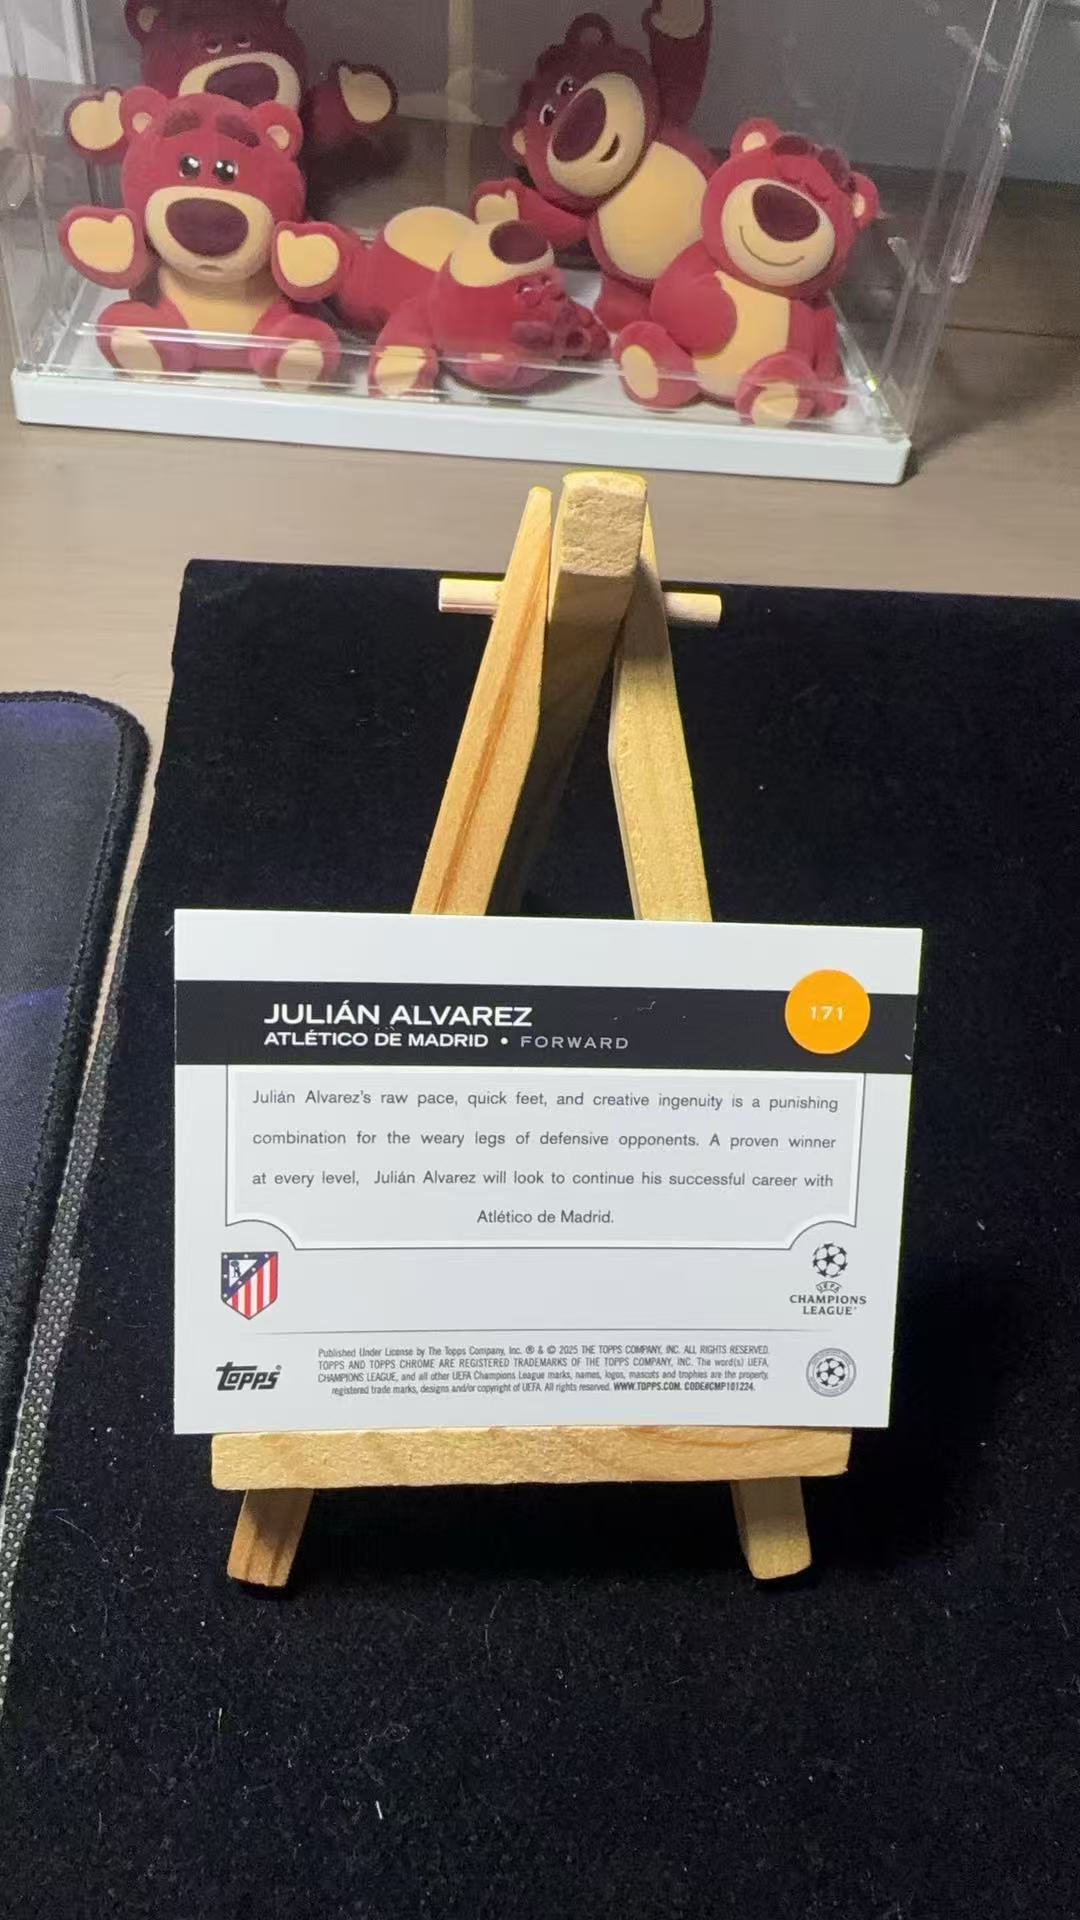 JULIÁN ALVAREZ
ATLÉTICO DE MADRID • FORWARD
171
Julián Alvarez's raw pace, quick feet, and creative ingenuity is a punishing
combination for the weary legs of defensive opponents. A proven winner
at every level, Julián Alvarez will look to continue his successful career with
Atlético de Madrid.
UEFA
CHAMPIONS
LEAGUE
topps
Published Under License by The Topps Company, Inc. ® & © 2025 THE TOPPS COMPANY, INC. ALL RIGHTS RESERVED.
TOPPS AND TOPPS CHROME ARE REGISTERED TRADEMARKS OF THE TOPPS COMPANY, INC. The word(s) UEFA,
CHAMPIONS LEAGUE, and all other UEFA Champions League marks, names, logos, mascots and trophies are the property,
registered trade marks, designs and/or copyright of UEFA. All rights reserved. WWW.TOPPS.COM. CODE#CMP101224.